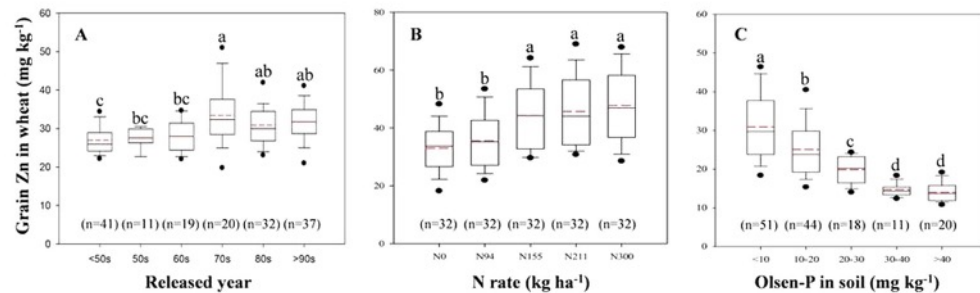 Grain Zn in wheat (mg kg-1)
A
60
50
40
30
20
10
0
c
bc
bc
a
ab
ab
(n=41) (n=11) (n=19) (n=20) (n=32) (n=37)
<50s 50s 60s 70s 80s >90s
Released year
B
80
60
40
20
0
b
b
a
a
a
(n=32) (n=32) (n=32) (n=32) (n=32)
N0 N94 N155 N211 N300
N rate (kg ha-1)
C
60
50
40
30
20
10
0
a
b
c
d
d
(n=51) (n=44) (n=18) (n=11) (n=20)
<10 10-20 20-30 30-40 >40
Olsen-P in soil (mg kg-1)